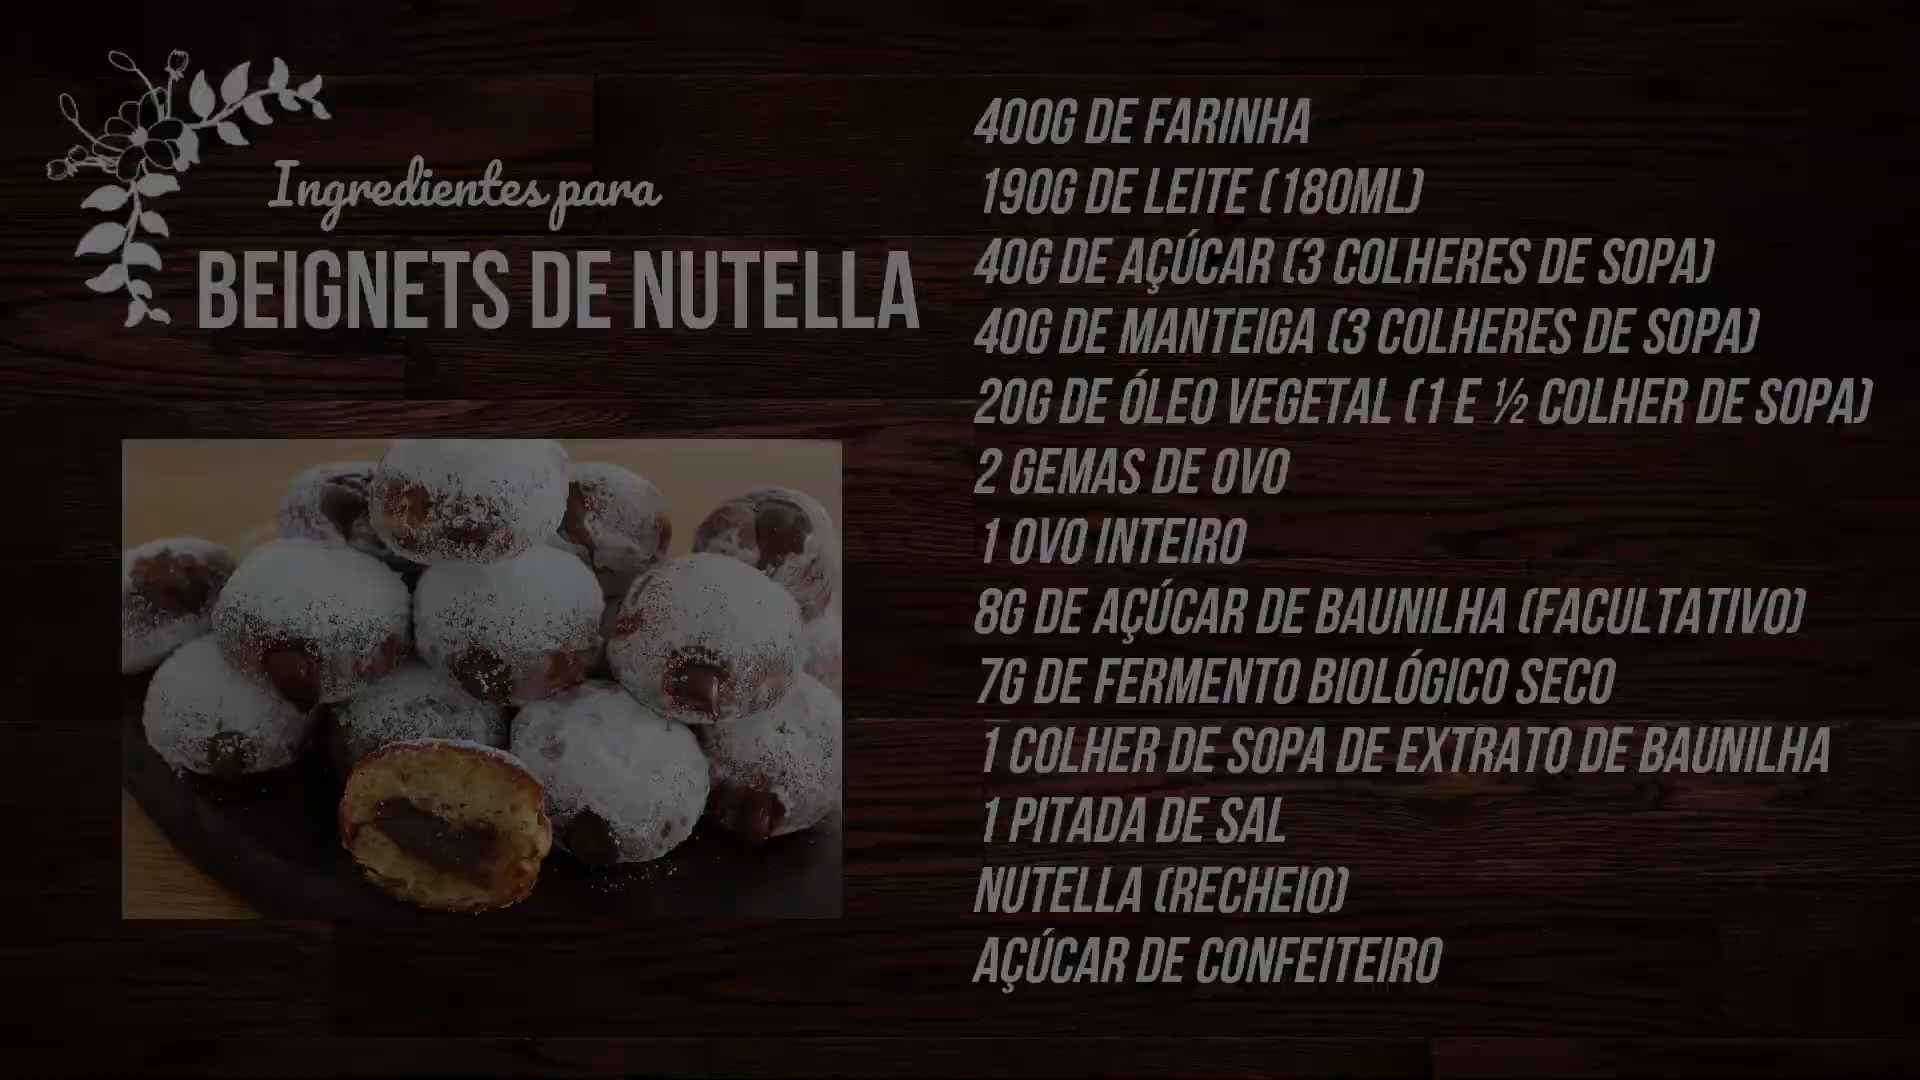 Ingredientes para
BEIGNETS DE NUTELLA
400G DE FARINHA
190G DE LEITE (180ML)
40G DE AÇÚCAR (3 COLHERES DE SOPA)
40G DE MANTEIGA (3 COLHERES DE SOPA)
20G DE ÓLEO VEGETAL (1 E ½ COLHER DE SOPA)
2 GEMAS DE OVO
1 OVO INTEIRO
8G DE AÇÚCAR DE BAUNILHA (FACULTATIVO)
7G DE FERMENTO BIOLÓGICO SECO
1 COLHER DE SOPA DE EXTRATO DE BAUNILHA
1 PITADA DE SAL
NUTELLA (RECHEIO)
AÇÚCAR DE CONFEITEIRO